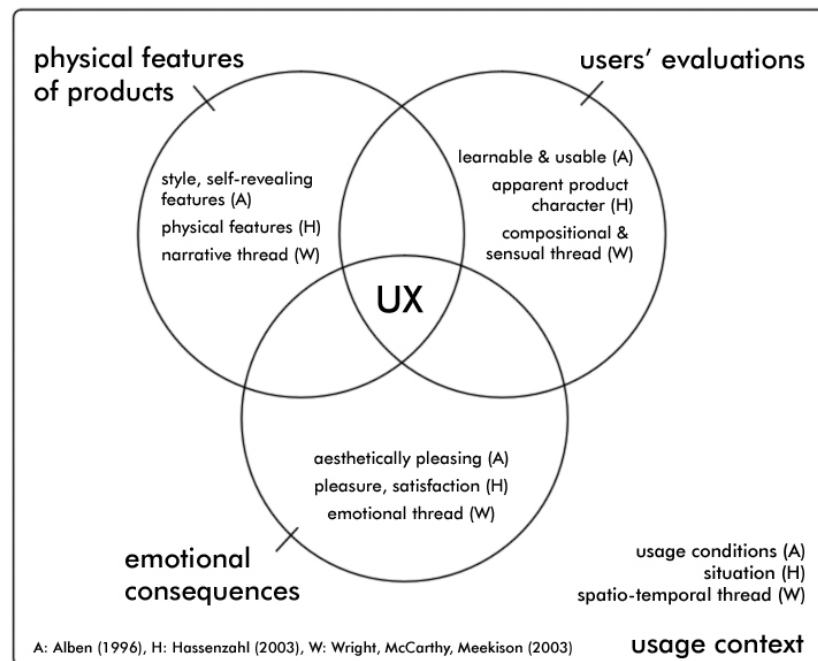 physical features
of products
users' evaluations
style, self-revealing
features (A)
physical features (H)
narrative thread (W)
learnable & usable (A)
apparent product
character (H)
compositional &
sensual thread (W)
UX
aesthetically pleasing (A)
pleasure, satisfaction (H)
emotional thread (W)
emotional
consequences
usage conditions (A)
situation (H)
spatio-temporal thread (W)
A: Alben (1996), H: Hassenzahl (2003), W: Wright, McCarthy, Meekison (2003)
usage context